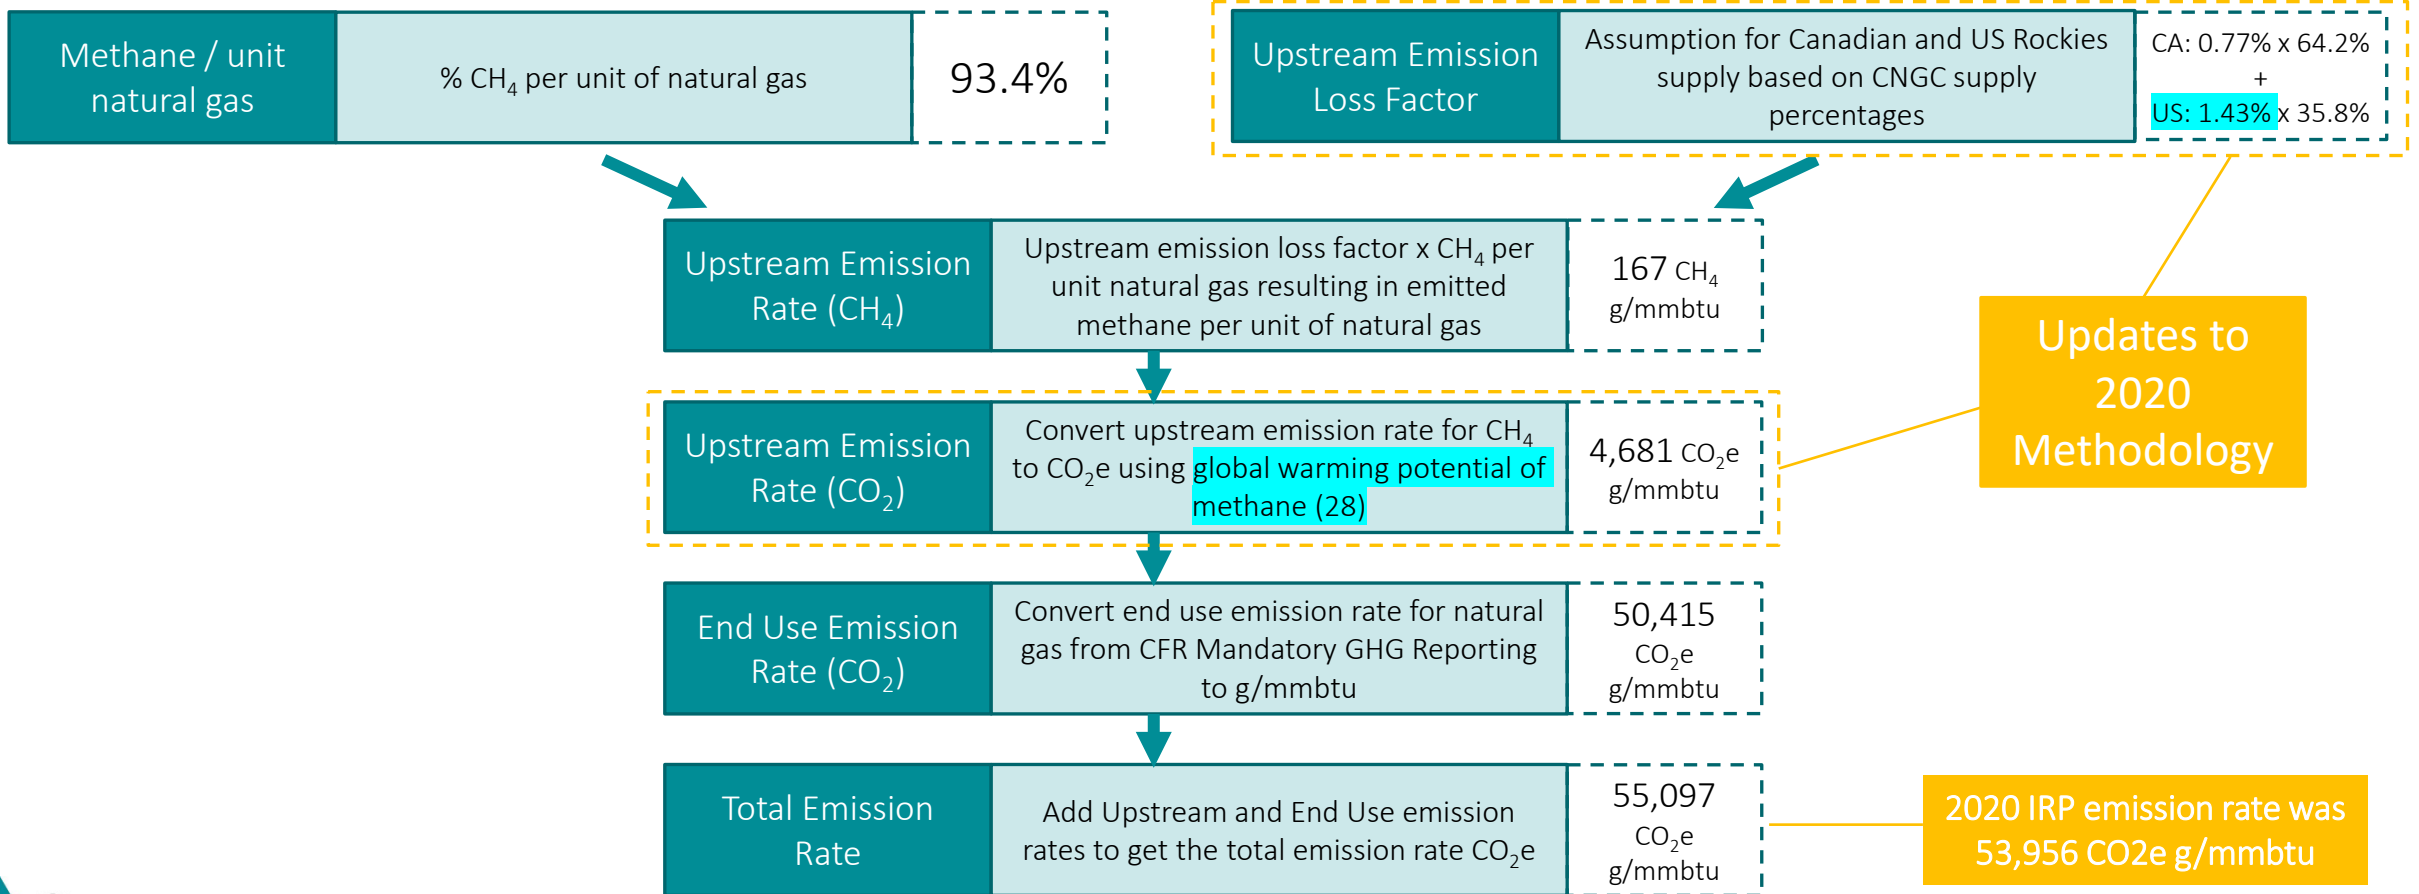 Methane / unit
natural gas
% CH₄ per unit of natural gas
93.4%
Upstream Emission
Loss Factor
Assumption for Canadian and US Rockies
supply based on CNGC supply
percentages
CA: 0.77% x 64.2%
+
US: 1.43% x 35.8%
Upstream Emission
Rate (CH₄)
Upstream emission loss factor x CH₄ per
unit natural gas resulting in emitted
methane per unit of natural gas
167 CH₄
g/mmbtu
Updates to
2020
Methodology
Upstream Emission
Rate (CO₂)
Convert upstream emission rate for CH₄
to CO₂e using global warming potential of
methane (28)
4,681 CO₂e
g/mmbtu
End Use Emission
Rate (CO₂)
Convert end use emission rate for natural
gas from CFR Mandatory GHG Reporting
to g/mmbtu
50,415
CO₂e
g/mmbtu
Total Emission
Rate
Add Upstream and End Use emission
rates to get the total emission rate CO₂e
55,097
CO₂e
g/mmbtu
2020 IRP emission rate was
53,956 CO2e g/mmbtu